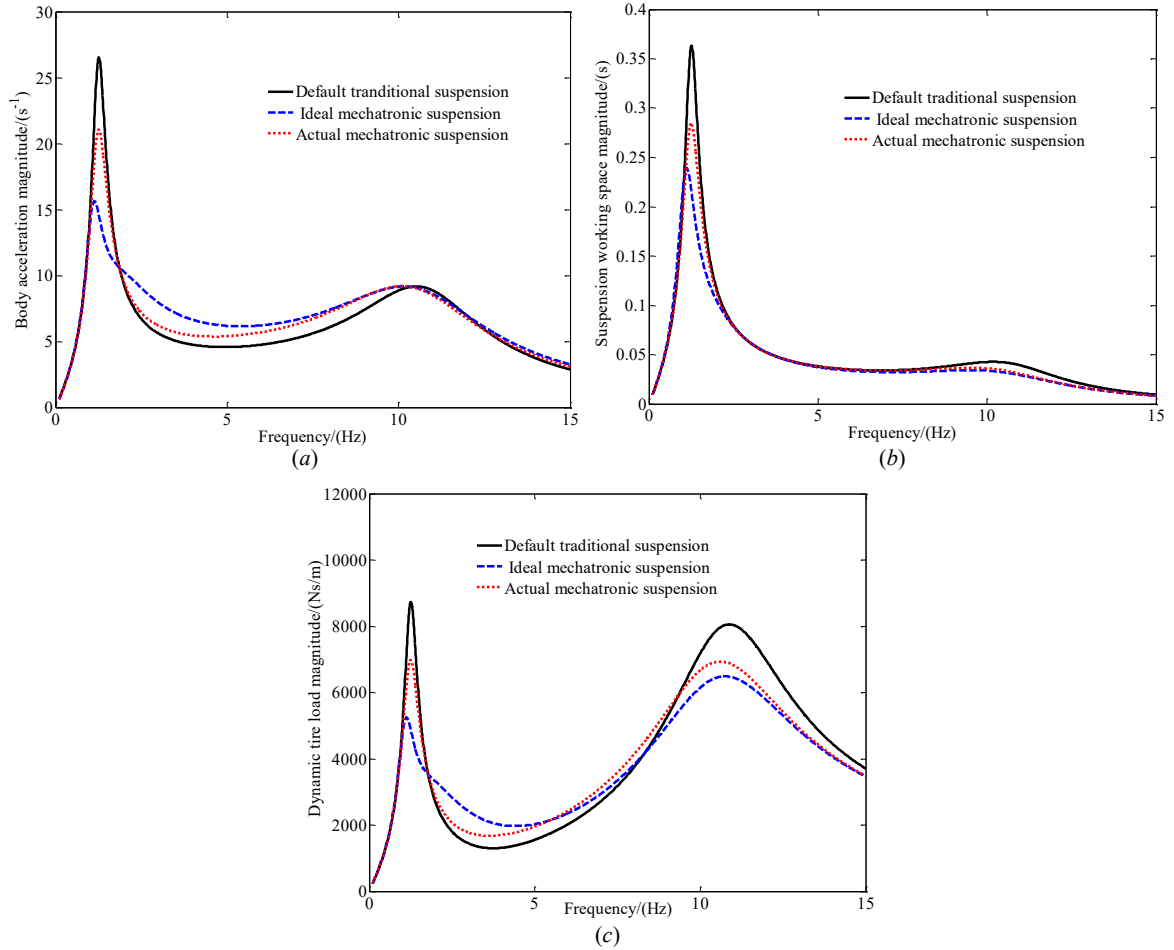 (a)
30
25
20
15
10
5
0
Body acceleration magnitude/(s-1)
Default tranditional suspension
Ideal mechatronic suspension
Actual mechatronic suspension
0 5 10 15
Frequency/(Hz)
(a)
0.4
0.35
0.3
0.25
0.2
0.15
0.1
0.05
0
Suspension working space magnitude/(s)
Default traditional suspension
Ideal mechatronic suspension
Actual mechatronic suspension
0 5 10 15
Frequency/(Hz)
(b)
12000
10000
8000
6000
4000
2000
0
Dynamic tire load magnitude/(Ns/m)
Default traditional suspension
Ideal mechatronic suspension
Actual mechatronic suspension
0 5 10 15
Frequency/(Hz)
(c)